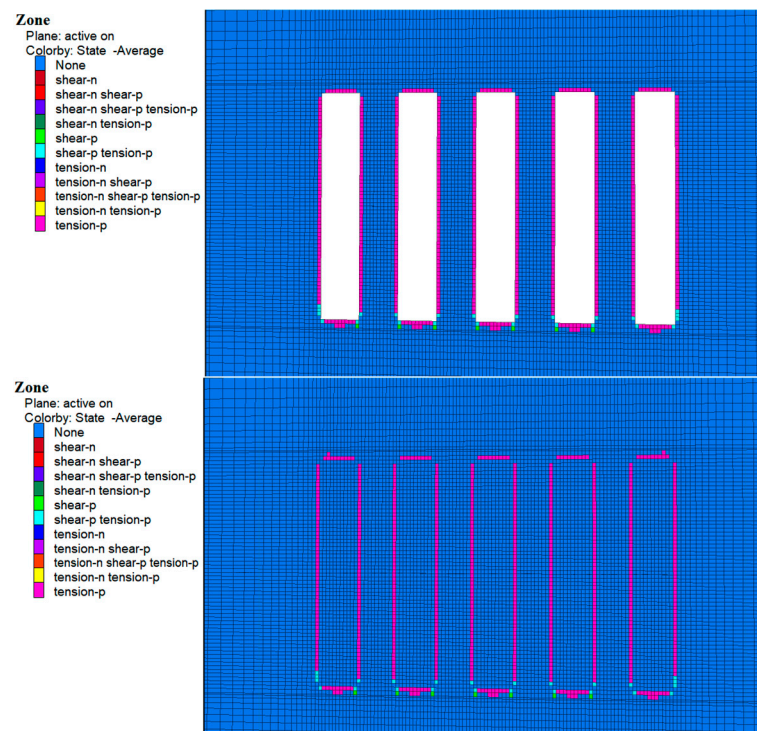 Zone
Plane: active on
Colorby: State -Average
None
shear-n
shear-n shear-p
shear-n shear-p tension-p
shear-n tension-p
shear-p
shear-p tension-p
tension-n
tension-n shear-p
tension-n shear-p tension-p
tension-n tension-p
tension-p
Zone
Plane: active on
Colorby: State -Average
None
shear-n
shear-n shear-p
shear-n shear-p tension-p
shear-n tension-p
shear-p
shear-p tension-p
tension-n
tension-n shear-p
tension-n shear-p tension-p
tension-n tension-p
tension-p